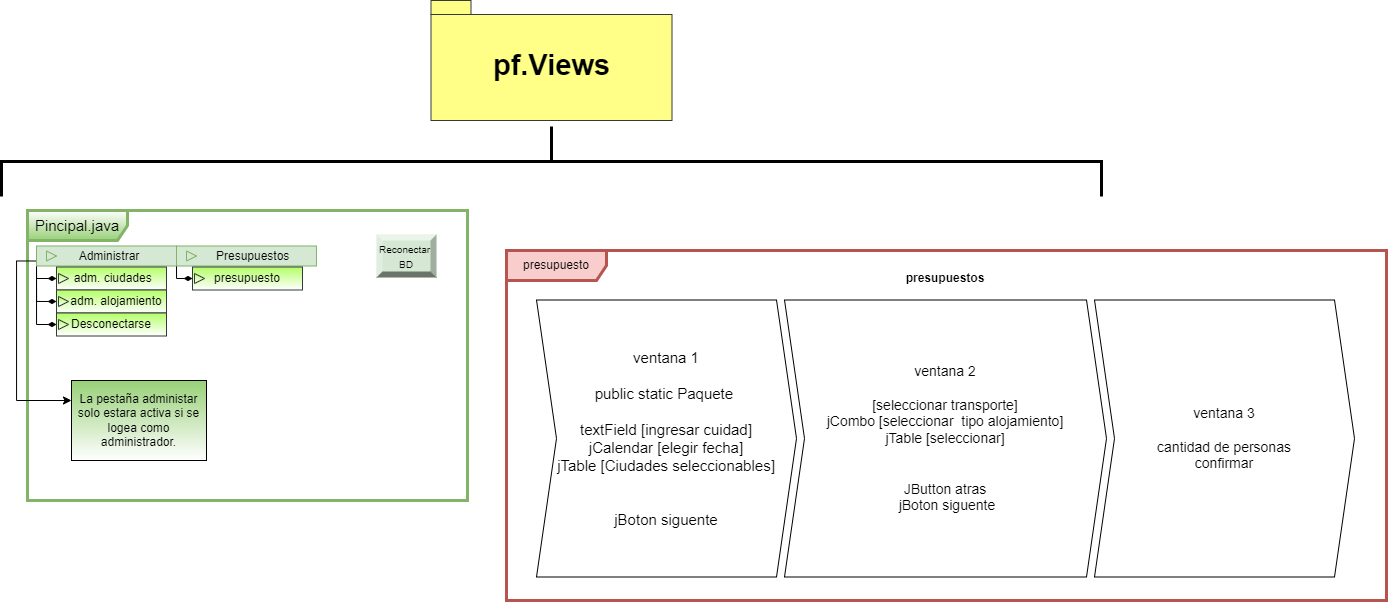 pf.Views
Pincipal.java
Administrar
Presupuestos
adm. ciudades
presupuesto
adm. alojamiento
Desconectarse
Reconectar
BD
La pestaña administar
solo estara activa si se
logea como
administrador.
presupuesto
presupuestos
ventana 1
public static Paquete
textField [ingresar cuidad]
jCalendar [elegir fecha]
jTable [Ciudades seleccionables]
jBoton siguente
ventana 2
[seleccionar transporte]
jCombo [seleccionar tipo alojamiento]
jTable [seleccionar]
JButton atras
jBoton siguente
ventana 3
cantidad de personas
confirmar